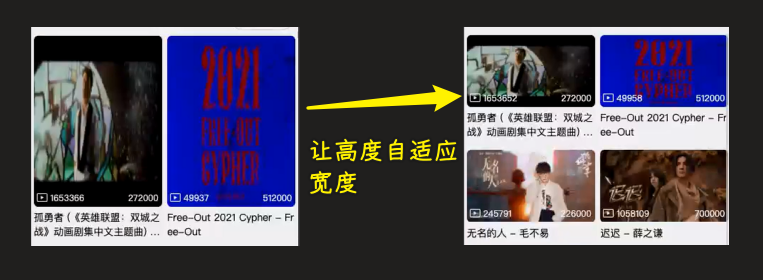 2021
FREE-OUT
CYPHER
1653366
272000
49937
512000
孤勇者（《英雄联盟：双城之
战》动画剧集中文主题曲）...
Free-Out 2021 Cypher - Fr
ee-Out
让高度自适应
宽度
2021
FREE-OUT
1653652
272000
49958
512000
孤勇者（《英雄联盟：双城之
战》动画剧集中文主题曲）...
Free-Out 2021 Cypher - Fr
ee-Out
无名的人
245791
226000
迟迟
1058109
700000
无名的人 - 毛不易
迟迟 - 薛之谦